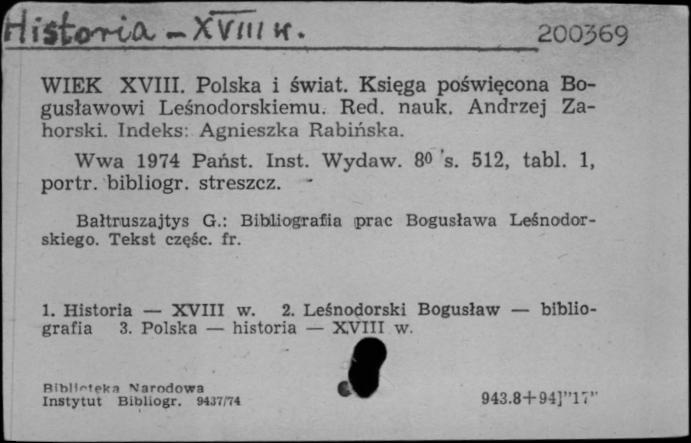 Historia – XVIII w.
200369
WIEK XVIII. Polska i świat. Księga poświęcona Bo-
gusławowi Leśnodorskiemu. Red. nauk. Andrzej Za-
horski. Indeks: Agnieszka Rabińska.
Wwa 1974 Państ. Inst. Wydaw. 8⁰ s. 512, tabl. 1,
portr. bibliogr. streszcz.
Bałtruszajtys G.: Bibliografia prac Bogusława Leśnodor-
skiego. Tekst częśc. fr.
1. Historia — XVIII w. 2. Leśnodorski Bogusław — biblio-
grafia 3. Polska — historia — XVIII w.
Biblioteka Narodowa
Instytut Bibliogr. 9437/74
943.8+94]"17"